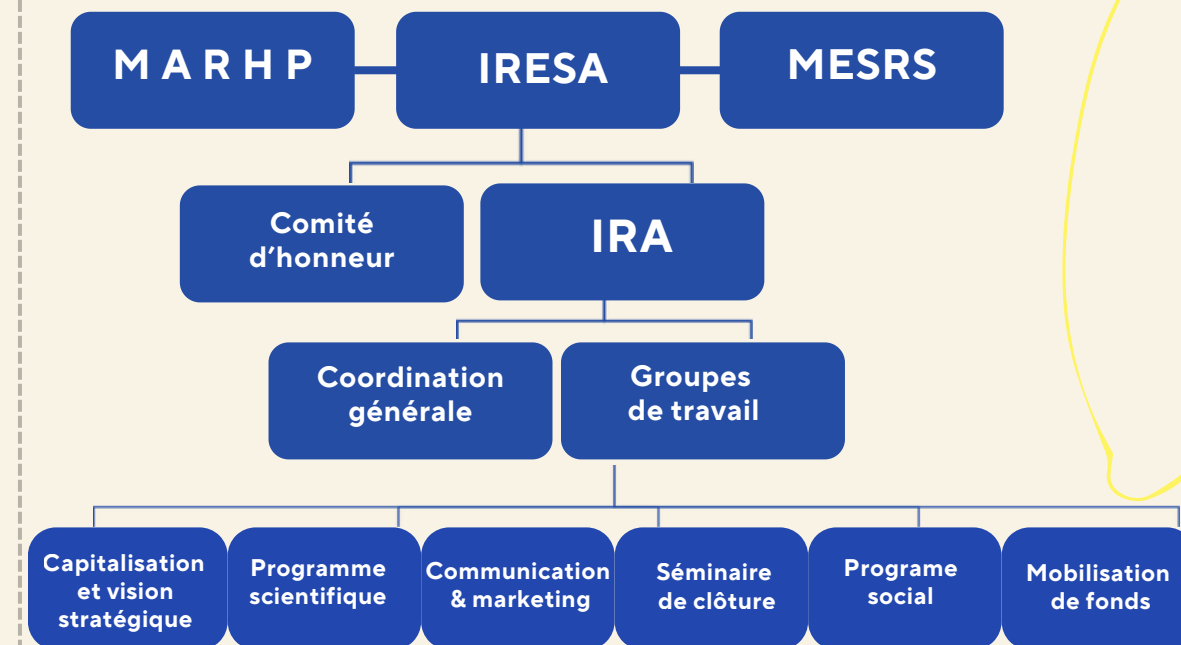 M A R H P
IRESA
MESRS
Comité
d'honneur
IRA
Coordination
générale
Groupes
de travail
Capitalisation
et vision
stratégique
Programme
scientifique
Communication
& marketing
Séminaire
de clôture
Programe
social
Mobilisation
de fonds